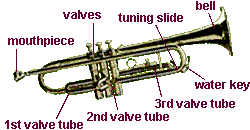 bell
tuning slide
valves
mouthpiece
water key
3rd valve tube
2nd valve tube
1st valve tube